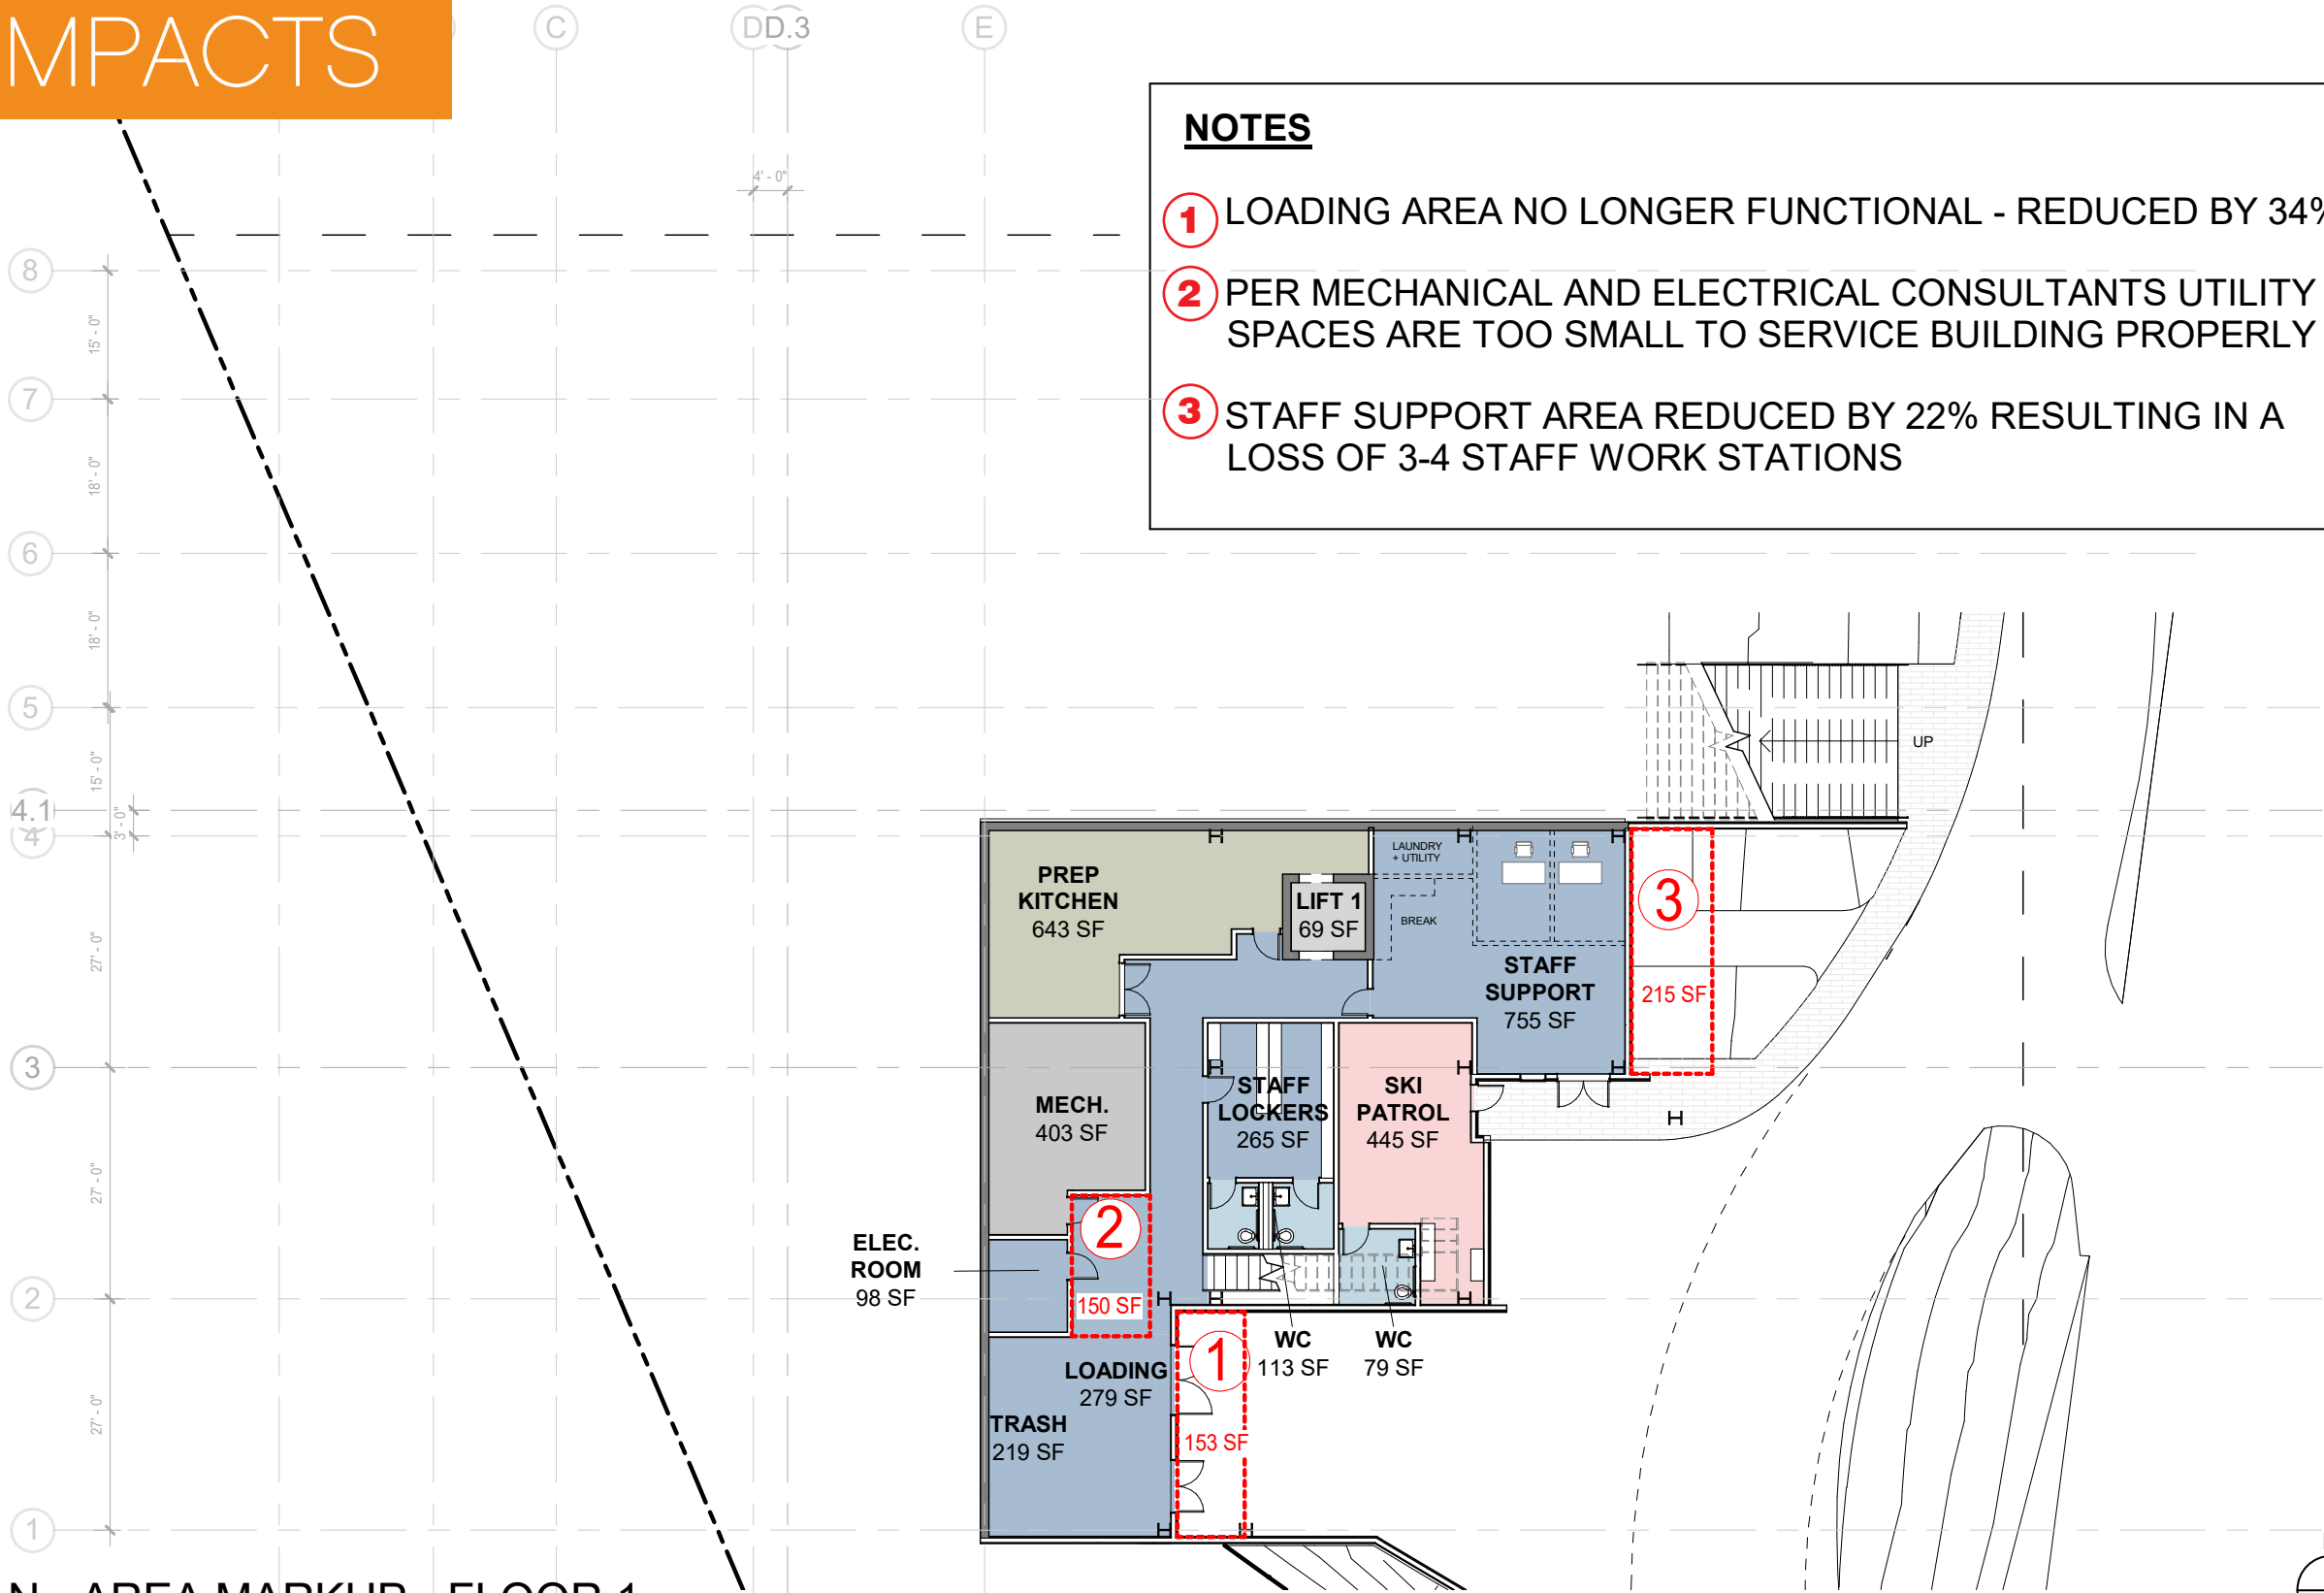 MPACTS
C
D
D.3
E
4' - 0"
NOTES
1 LOADING AREA NO LONGER FUNCTIONAL - REDUCED BY 34%
2 PER MECHANICAL AND ELECTRICAL CONSULTANTS UTILITY
SPACES ARE TOO SMALL TO SERVICE BUILDING PROPERLY
3 STAFF SUPPORT AREA REDUCED BY 22% RESULTING IN A
LOSS OF 3-4 STAFF WORK STATIONS
8
15' - 0"
7
18' - 0"
6
18' - 0"
5
15' - 0"
4.1
3' - 0"
4
27' - 0"
3
27' - 0"
2
27' - 0"
1
UP
PREP
KITCHEN
643 SF
LIFT 1
69 SF
LAUNDRY
+ UTILITY
BREAK
STAFF
SUPPORT
755 SF
3
215 SF
MECH.
403 SF
STAFF
LOCKERS
265 SF
SKI
PATROL
445 SF
ELEC.
ROOM
98 SF
2
150 SF
LOADING
279 SF
TRASH
219 SF
1
153 SF
WC
113 SF
WC
79 SF
N - AREA MARKUP - FLOOR 1